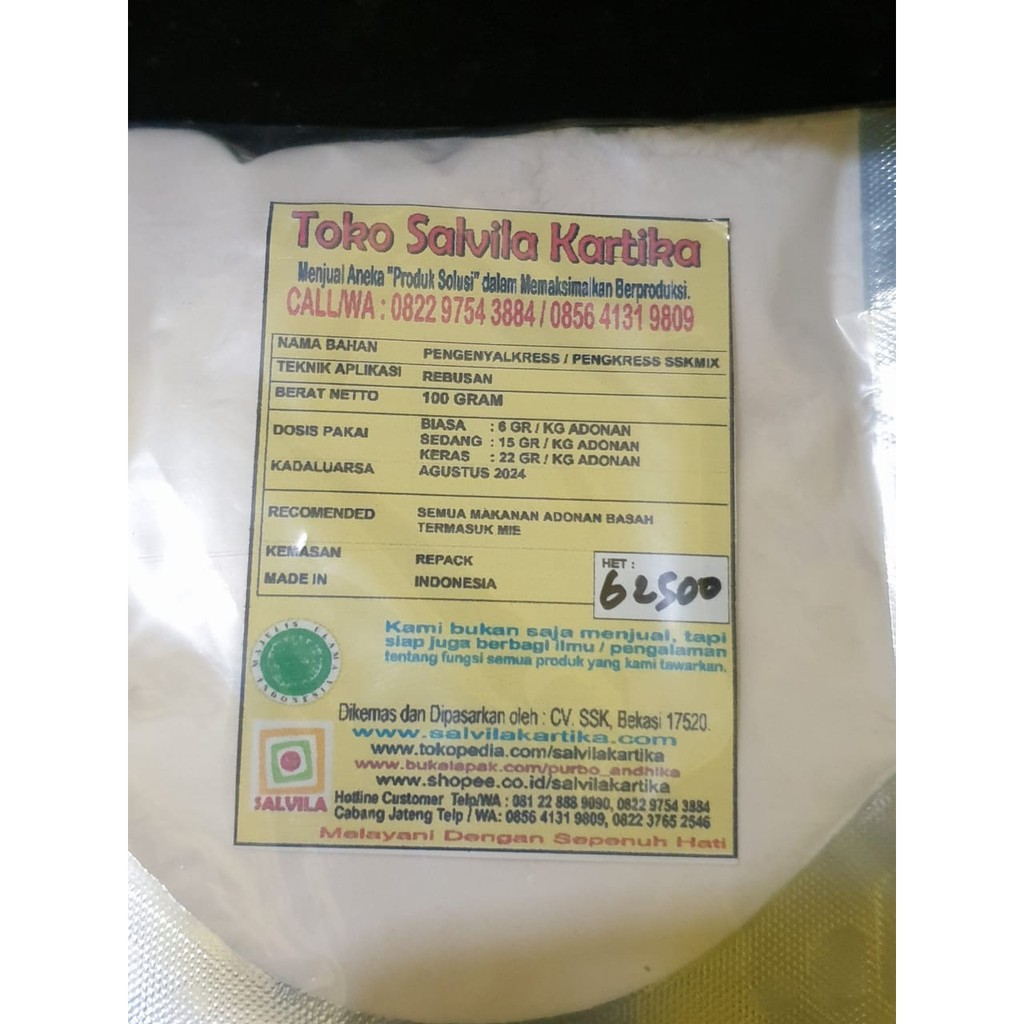 Toko Salvila Kartika
Menjual Aneka "Produk Solusi" dalam Memaksimalkan Berproduksi.
CALL/WA : 0822 9754 3884 / 0856 4131 9809
NAMA BAHAN PENGENYALKRESS / PENGKRESS SSKMIX
TEKNIK APLIKASI REBUSAN
BERAT NETTO 100 GRAM
DOSIS PAKAI BIASA : 6 GR / KG ADONAN
SEDANG : 15 GR / KG ADONAN
KERAS : 22 GR / KG ADONAN
KADALUARSA AGUSTUS 2024
RECOMENDED SEMUA MAKANAN ADONAN BASAH
TERMASUK MIE
KEMASAN REPACK
MADE IN INDONESIA
HET :
62500
MAJELIS ULAMA INDONESIA
Kami bukan saja menjual, tapi
siap juga berbagi ilmu / pengalaman
tentang fungsi semua produk yang kami tawarkan.
Dikemas dan Dipasarkan oleh : CV. SSK, Bekasi 17520.
www.salvilakartika.com
www.tokopedia.com/salvilakartika
www.bukalapak.com/purbo_andhika
www.shopee.co.id/salvilakartika
SALVILA
Hotline Customer Telp/WA : 081 22 888 9090, 0822 9754 3884
Cabang Jateng Telp / WA: 0856 4131 9809, 0822 3765 2546
Melayani Dengan Sepenuh Hati